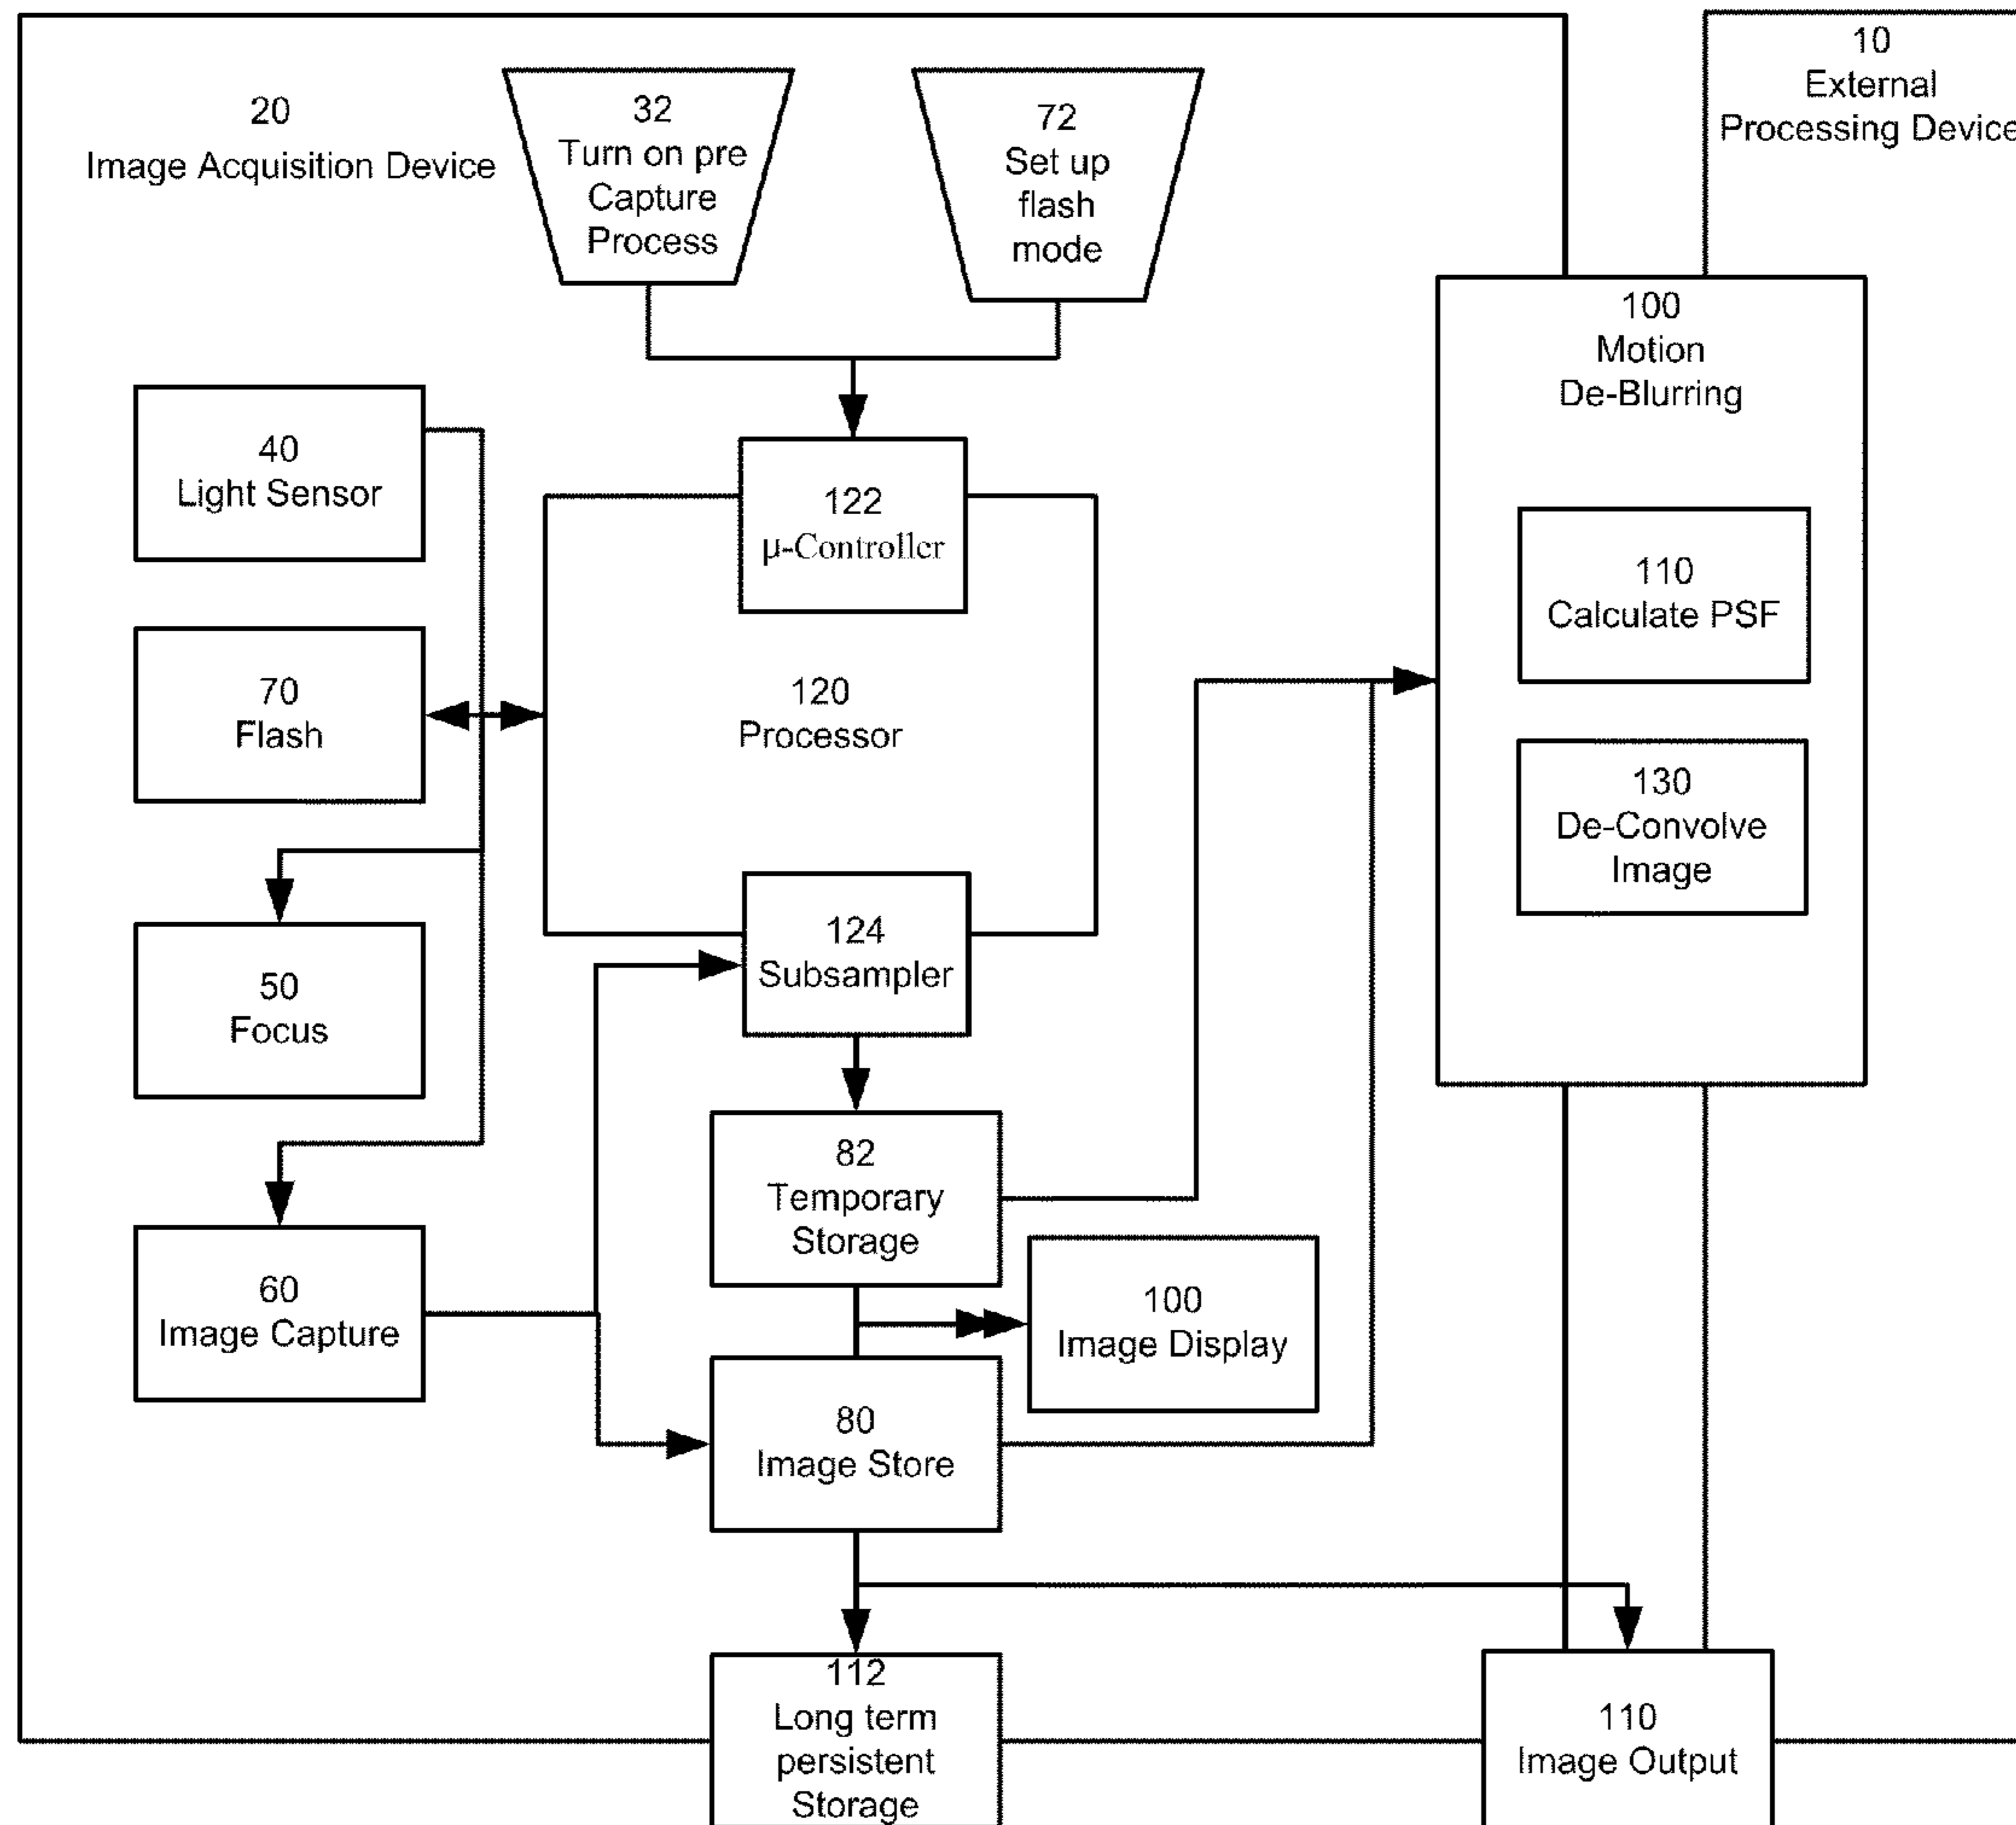 10
External
Processing Device
20
Image Acquisition Device
32
Turn on pre
Capture
Process
72
Set up
flash
mode
100
Motion
De-Blurring
40
Light Sensor
122
μ-Controller
110
Calculate PSF
70
Flash
120
Processor
130
De-Convolve
Image
50
Focus
124
Subsampler
82
Temporary
Storage
60
Image Capture
100
Image Display
80
Image Store
112
Long term
persistent
Storage
110
Image Output